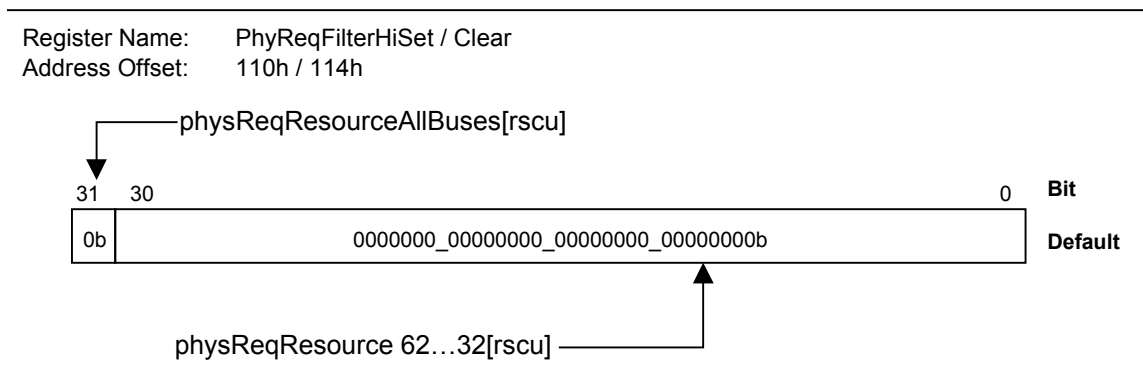 Register Name: PhyReqFilterHiSet / Clear
Address Offset: 110h / 114h
physReqResourceAllBuses[rscu]
31 30 0 Bit
0b 0000000_00000000_00000000_00000000b Default
physReqResource 62…32[rscu]